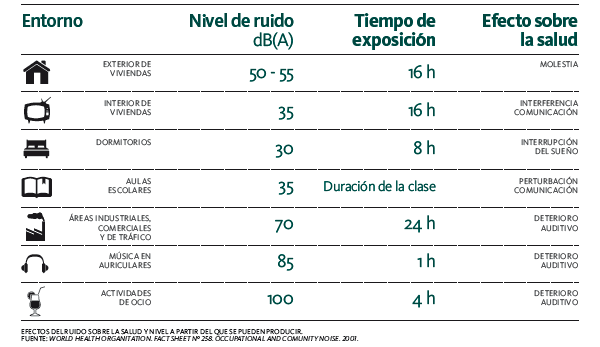 Entorno Nivel de ruido Tiempo de Efecto sobre
dB(A) exposición la salud
EXTERIOR DE
VIVIENDAS 50 - 55 16 h MOLESTIA
INTERIOR DE
VIVIENDAS 35 16 h INTERFERENCIA
COMUNICACIÓN
DORMITORIOS 30 8 h INTERRUPCIÓN
DEL SUEÑO
AULAS
ESCOLARES 35 Duración de la clase PERTURBACIÓN
COMUNICACIÓN
ÁREAS INDUSTRIALES,
COMERCIALES
Y DE TRÁFICO 70 24 h DETERIORO
AUDITIVO
MÚSICA EN
AURICULARES 85 1 h DETERIORO
AUDITIVO
ACTIVIDADES
DE OCIO 100 4 h DETERIORO
AUDITIVO
EFECTOS DEL RUIDO SOBRE LA SALUD Y NIVEL A PARTIR DEL QUE SE PUEDEN PRODUCIR.
FUENTE: WORLD HEALTH ORGANITATION. FACT SHEET Nº 258. OCCUPATIONAL AND COMUNITY NOISE. 2001.